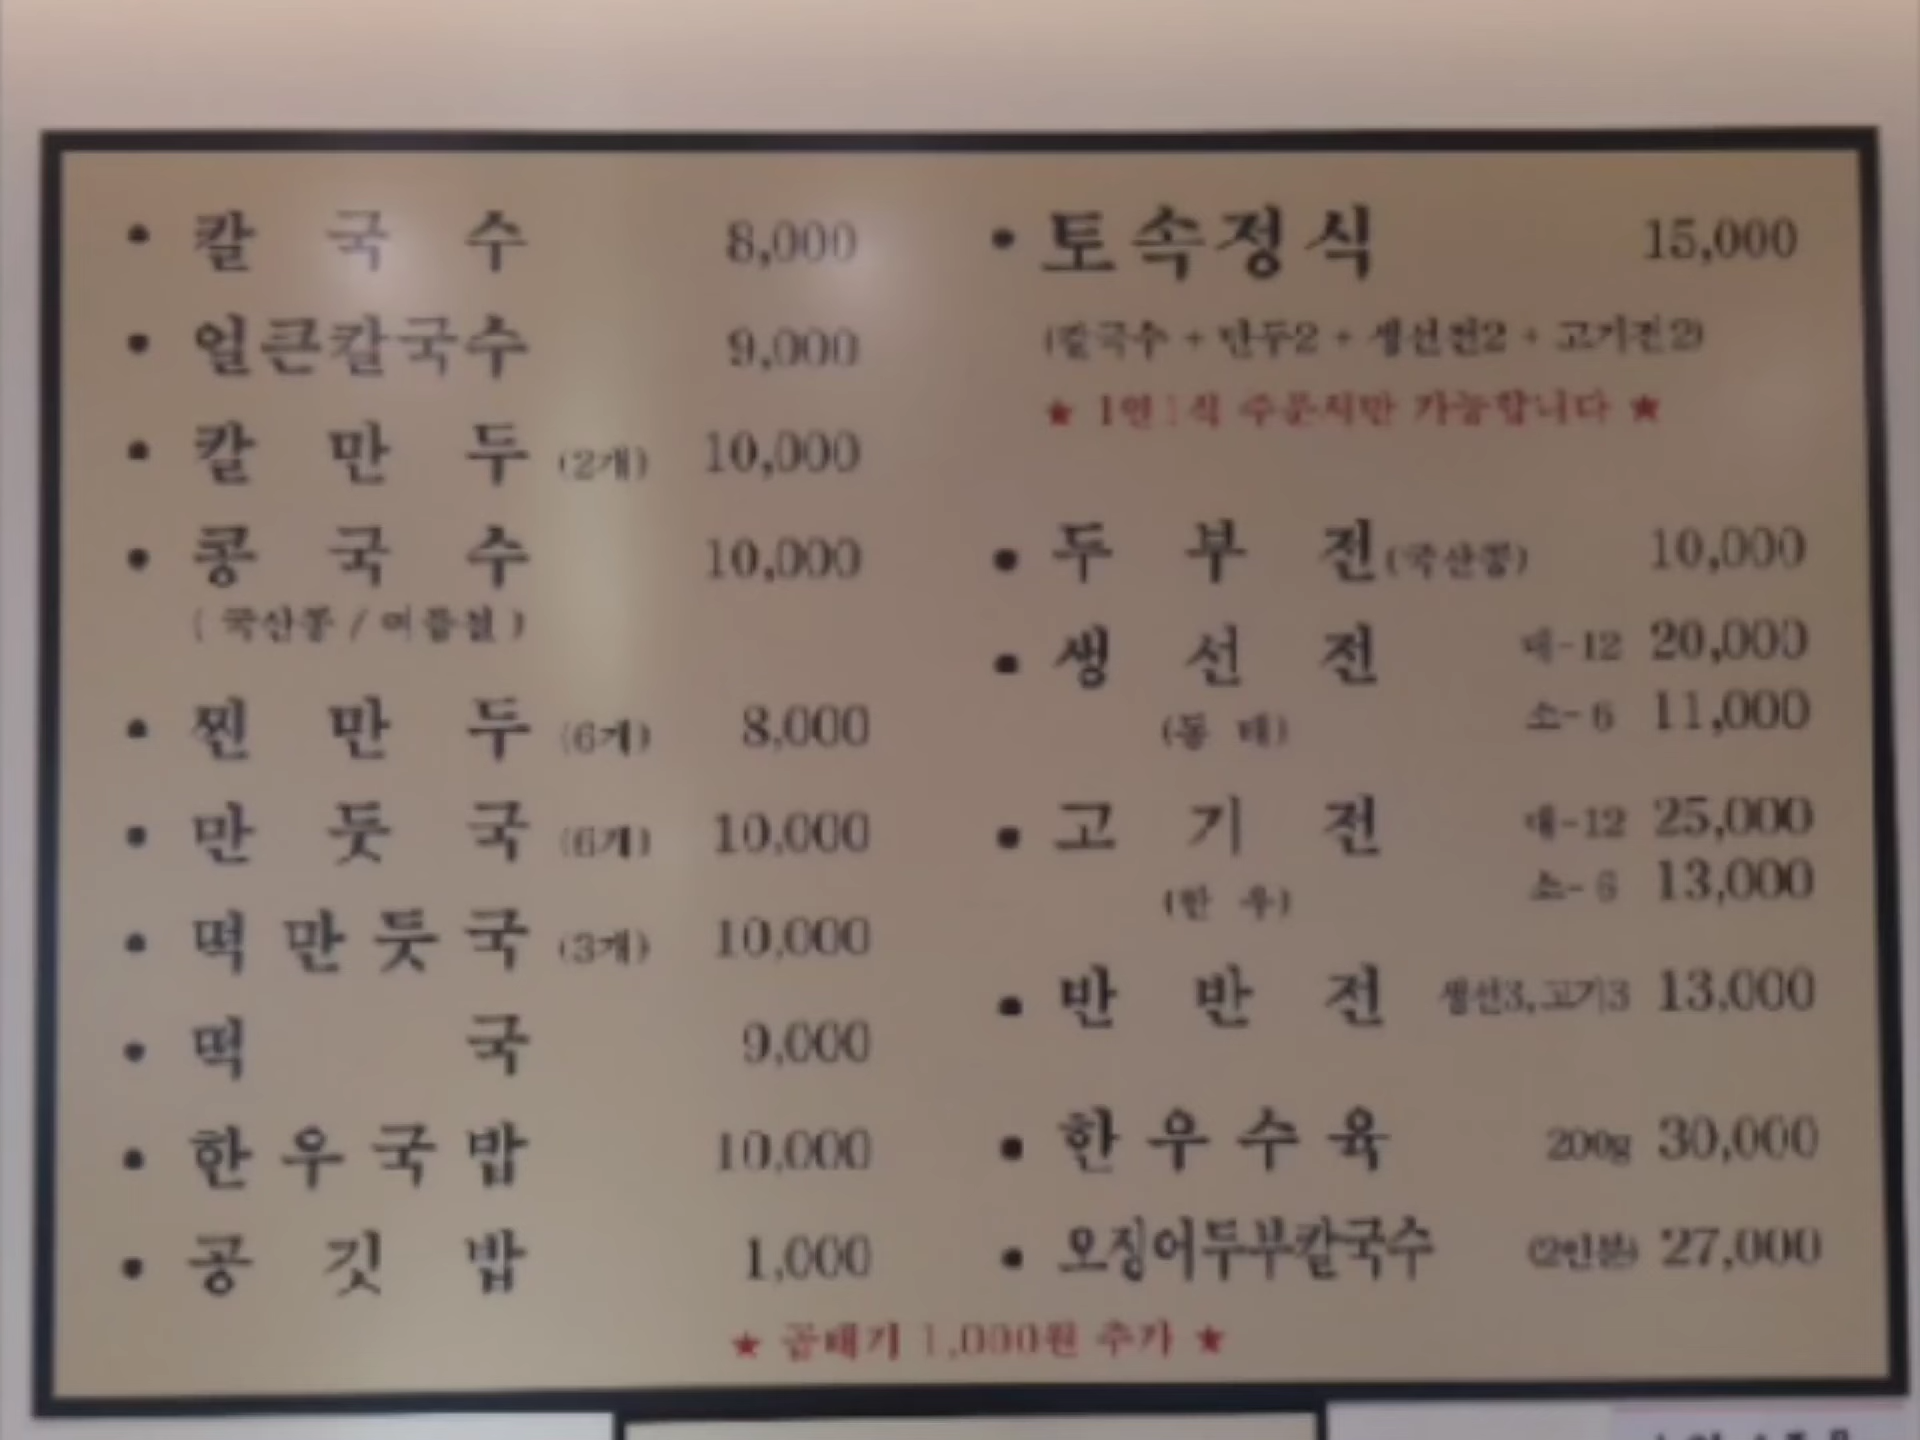 • 칼국수 8,000
• 얼큰칼국수 9,000
• 칼만두 (2개) 10,000
• 콩국수 10,000
( 국산콩 / 여름철 )
• 찐만두 (6개) 8,000
• 만둣국 (6개) 10,000
• 떡만둣국 (3개) 10,000
• 떡국 9,000
• 한우국밥 10,000
• 공깃밥 1,000
• 토속정식 15,000
(칼국수 + 만두2 + 생선전2 + 고기전2)
★ 1인1식 주문시만 가능합니다 ★
• 두부전 (국산콩) 10,000
• 생선전 대-12 20,000
소-6 11,000
(동태)
• 고기전 대-12 25,000
소-6 13,000
(한우)
• 반반전 생선3,고기3 13,000
• 한우수육 200g 30,000
• 오징어두부칼국수 (2인분) 27,000
★ 곱빼기 1,000원 추가 ★